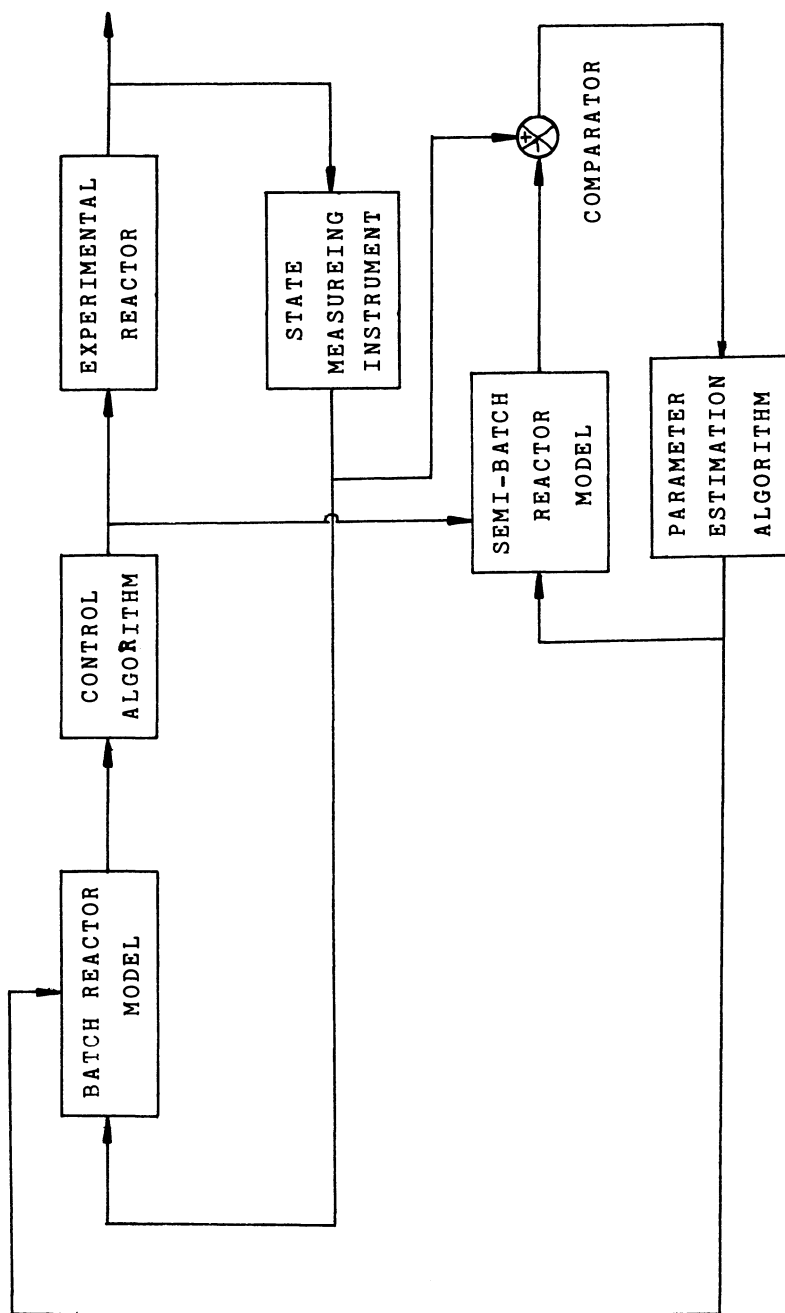 BATCH REACTOR
MODEL
CONTROL
ALGORITHM
EXPERIMENTAL
REACTOR
STATE
MEASUREING
INSTRUMENT
SEMI-BATCH
REACTOR
MODEL
+
-
COMPARATOR
PARAMETER
ESTIMATION
ALGORITHM